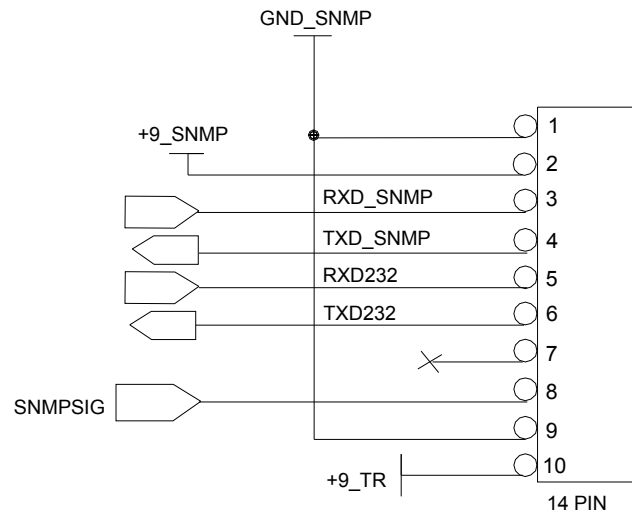 GND_SNMP
+9_SNMP
1
2
RXD_SNMP
3
TXD_SNMP
4
RXD232
5
TXD232
6
7
SNMPSIG
8
9
+9_TR
10
14 PIN